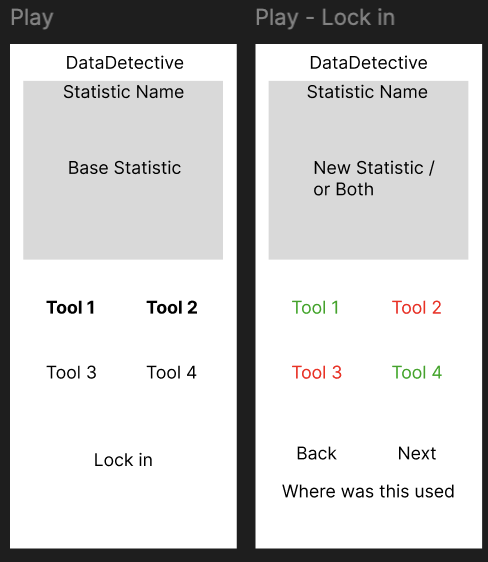 Play
DataDetective
Statistic Name
Base Statistic
Tool 1
Tool 2
Tool 3
Tool 4
Lock in
Play - Lock in
DataDetective
Statistic Name
New Statistic /
or Both
Tool 1
Tool 2
Tool 3
Tool 4
Back
Next
Where was this used